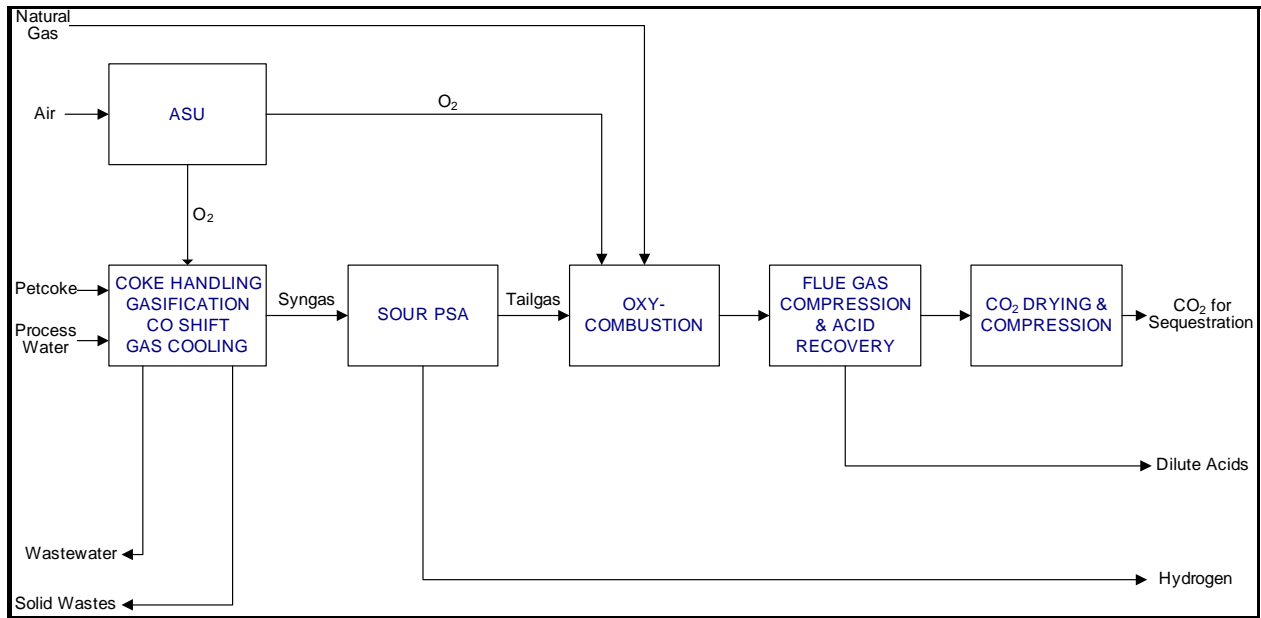 Natural
Gas
Air
ASU
O₂
O₂
Petcoke
Process
Water
COKE HANDLING
GASIFICATION
CO SHIFT
GAS COOLING
Syngas
SOUR PSA
Tailgas
OXY-
COMBUSTION
FLUE GAS
COMPRESSION
& ACID
RECOVERY
CO₂ DRYING &
COMPRESSION
CO₂ for
Sequestration
Dilute Acids
Wastewater
Hydrogen
Solid Wastes